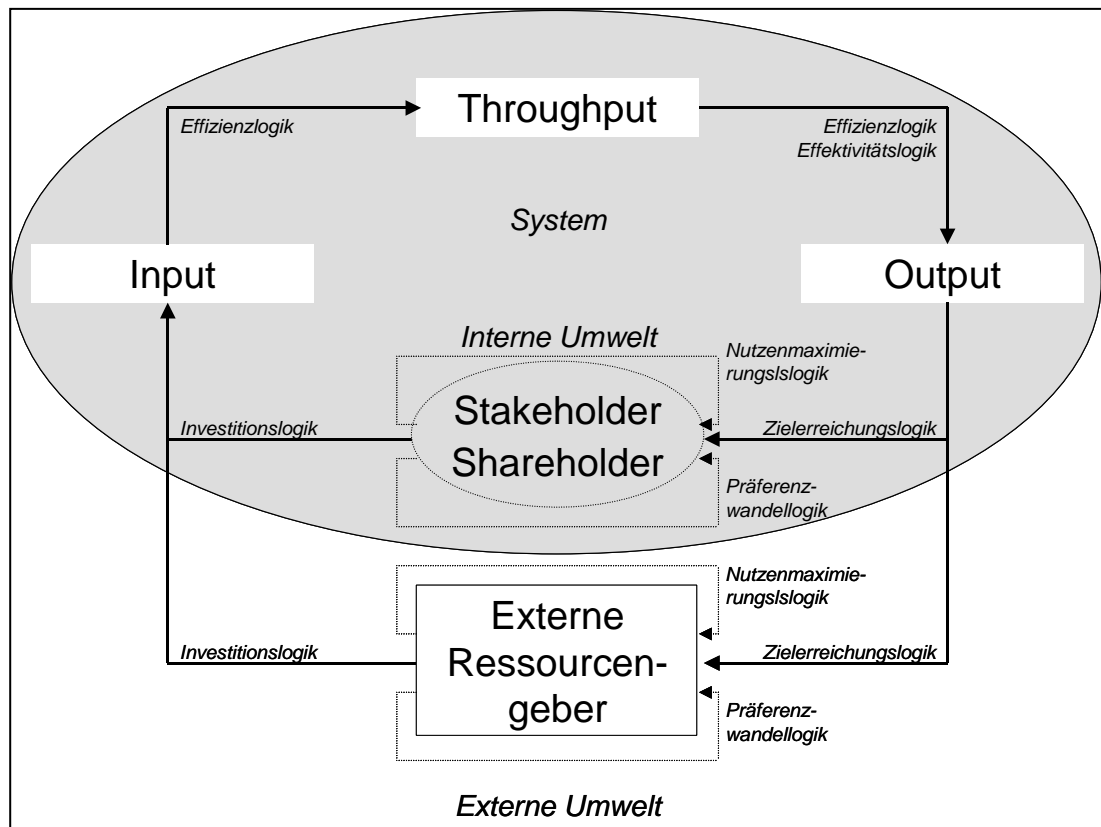 Throughput
Effizienzlogik
Effizienzlogik
Effektivitätslogik
System
Input
Output
Interne Umwelt
Nutzenmaximie-
rungslslogik
Stakeholder
Shareholder
Investitionslogik
Zielerreichungslogik
Präferenz-
wandellogik
Nutzenmaximie-
rungslslogik
Externe
Ressourcen-
geber
Investitionslogik
Zielerreichungslogik
Präferenz-
wandellogik
Externe Umwelt